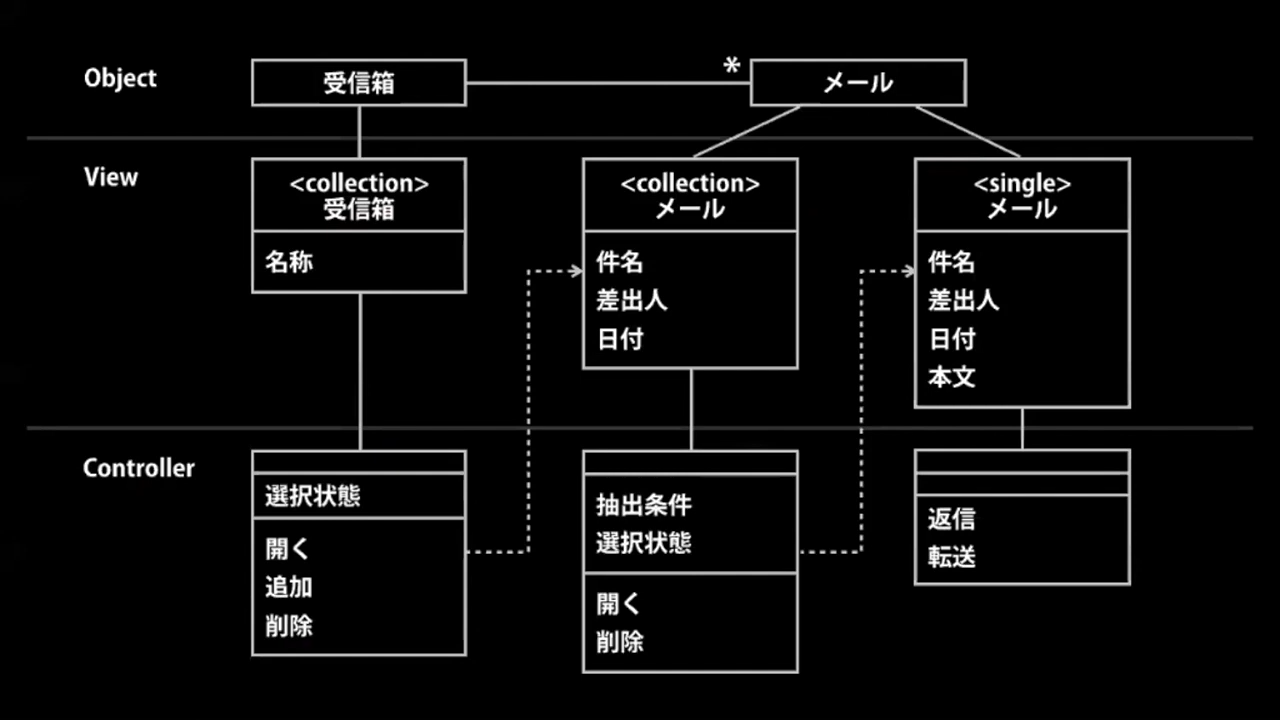 Object
受信箱
*
メール
View
<collection>
受信箱
名称
<collection>
メール
件名
差出人
日付
<single>
メール
件名
差出人
日付
本文
Controller
選択状態
開く
追加
削除
抽出条件
選択状態
開く
削除
返信
転送